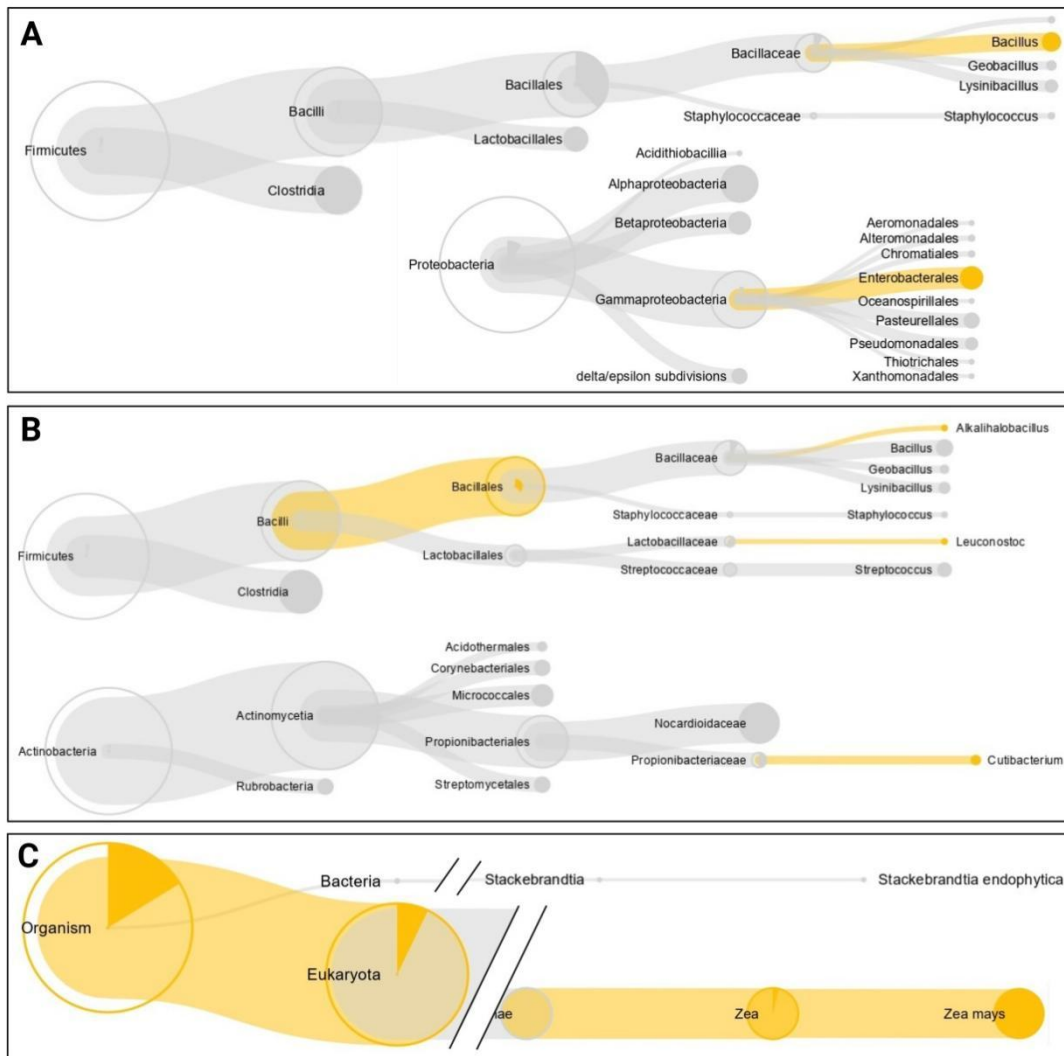 A
Firmicutes
Bacilli
Clostridia
Bacillales
Lactobacillales
Bacillaceae
Staphylococcaceae
Bacillus
Geobacillus
Lysinibacillus
Staphylococcus
Proteobacteria
Acidithiobacillia
Alphaproteobacteria
Betaproteobacteria
Gammaproteobacteria
delta/epsilon subdivisions
Aeromonadales
Alteromonadales
Chromatiales
Enterobacterales
Oceanospirillales
Pasteurellales
Pseudomonadales
Thiotrichales
Xanthomonadales
B
Firmicutes
Bacilli
Clostridia
Bacillales
Lactobacillales
Bacillaceae
Staphylococcaceae
Lactobacillaceae
Streptococcaceae
Alkalihalobacillus
Bacillus
Geobacillus
Lysinibacillus
Staphylococcus
Leuconostoc
Streptococcus
Actinobacteria
Actinomycetia
Rubrobacteria
Acidothermales
Corynebacteriales
Micrococcales
Propionibacteriales
Streptomycetales
Nocardioidaceae
Propionibacteriaceae
Cutibacterium
C
Organism
Bacteria
Eukaryota
Stackebrandtia
Stackebrandtia endophytica
Zea
Zea mays